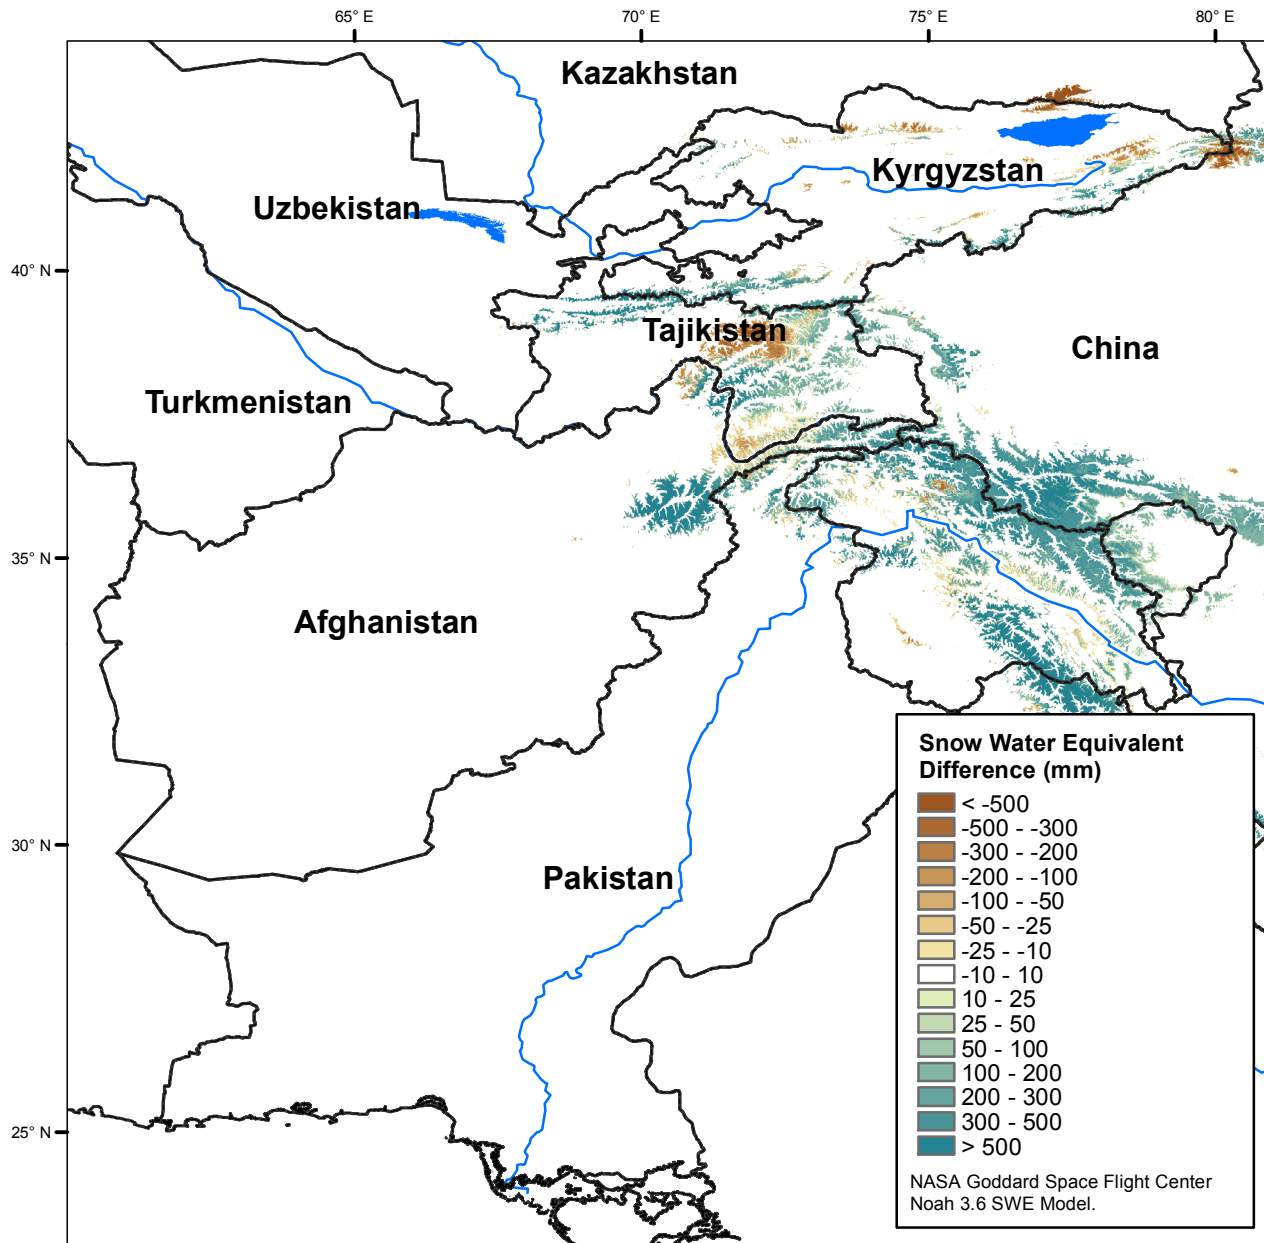 65° E
70° E
75° E
80° E
Kazakhstan
Kyrgyzstan
Uzbekistan
40° N
Tajikistan
China
Turkmenistan
35° N
Afghanistan
Snow Water Equivalent
Difference (mm)
< -500
-500 - -300
-300 - -200
-200 - -100
-100 - -50
-50 - -25
-25 - -10
-10 - 10
10 - 25
25 - 50
50 - 100
100 - 200
200 - 300
300 - 500
> 500
30° N
Pakistan
25° N
NASA Goddard Space Flight Center
Noah 3.6 SWE Model.